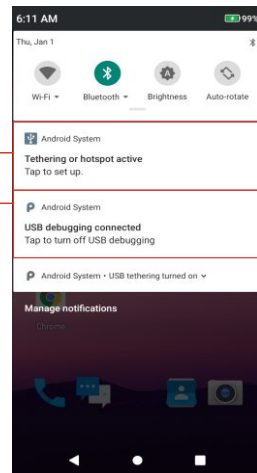 6:11 AM
99%
Thu, Jan 1
Wi-Fi
Bluetooth
Brightness
Auto-rotate
Android System
Tethering or hotspot active
Tap to set up.
Android System
USB debugging connected
Tap to turn off USB debugging
Android System • USB tethering turned on
Manage notifications
Chrome